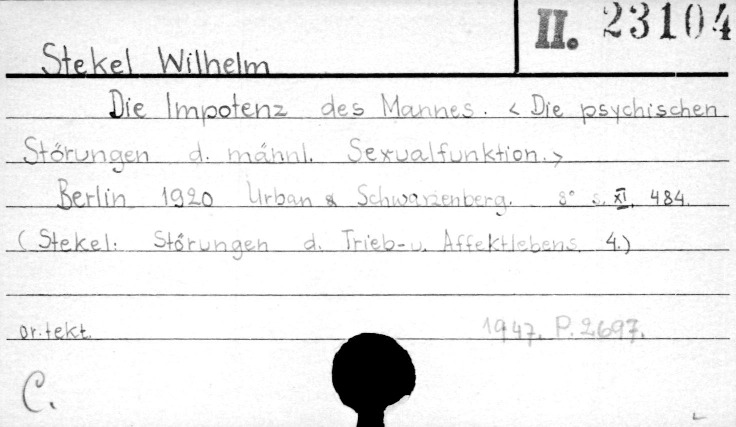 II. 23104
Stekel Wilhelm
Die Impotenz des Mannes. < Die psychischen
Störungen d. männl. Sexualfunktion. >
Berlin 1920 Urban & Schwarzenberg. 8° s. XI, 484.
(Stekel: Störungen d. Trieb-u. Affektlebens. 4.)
or.tekt. 1947. P. 2697.
C.